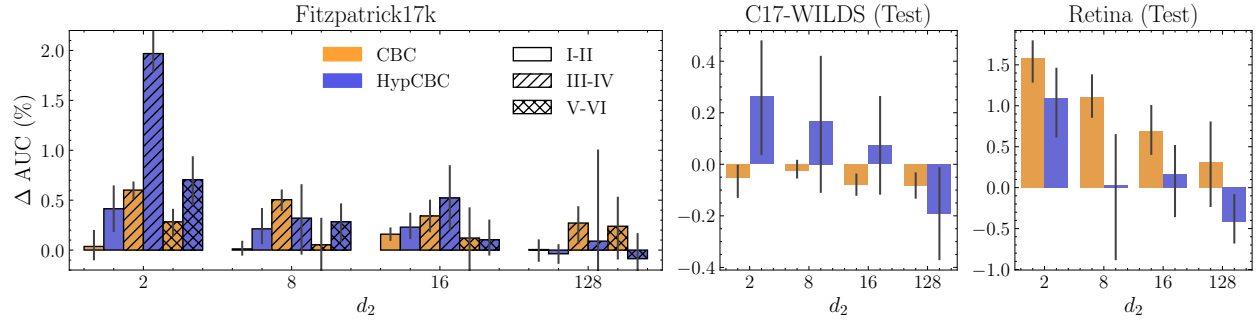 Fitzpatrick17k
C17-WILDS (Test)
Retina (Test)
Δ AUC (%)
2.0
1.5
1.0
0.5
0.0
CBC
HypCBC
I-II
III-IV
V-VI
2 8 16 128
d₂
0.4
0.2
0.0
−0.2
−0.4
2 8 16 128
d₂
1.5
1.0
0.5
0.0
−0.5
−1.0
2 8 16 128
d₂